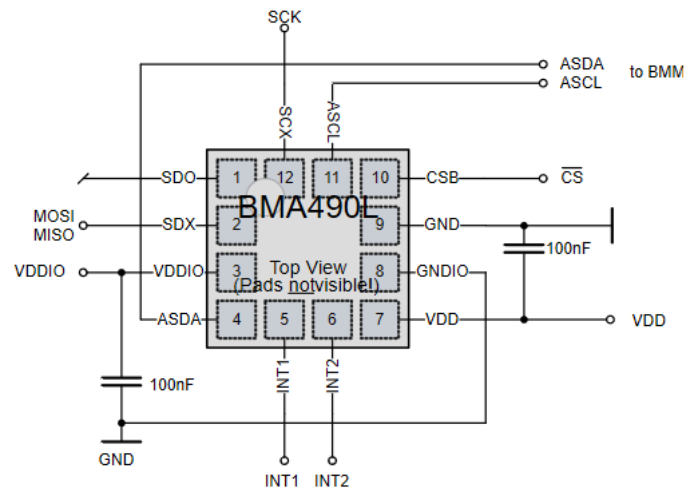 SCK
ASDA
ASCL
to BMM
SCX
ASCL
SDO
1
12
11
10
CSB
CS
MOSI
MISO
SDX
2
BMA490L
9
GND
100nF
VDDIO
VDDIO
3
Top View
(Pads notvisible!)
8
GNDIO
ASDA
4
5
6
7
VDD
VDD
INT1
INT2
100nF
GND
INT1
INT2